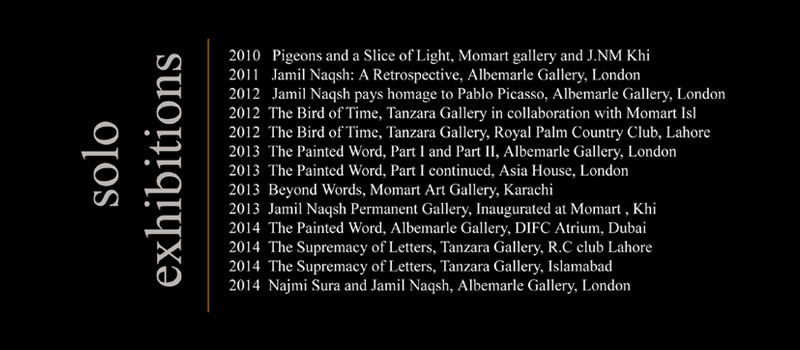 solo
exhibitions
2010 Pigeons and a Slice of Light, Momart gallery and J.NM Khi
2011 Jamil Naqsh: A Retrospective, Albemarle Gallery, London
2012 Jamil Naqsh pays homage to Pablo Picasso, Albemarle Gallery, London
2012 The Bird of Time, Tanzara Gallery in collaboration with Momart Isl
2012 The Bird of Time, Tanzara Gallery, Royal Palm Country Club, Lahore
2013 The Painted Word, Part I and Part II, Albemarle Gallery, London
2013 The Painted Word, Part I continued, Asia House, London
2013 Beyond Words, Momart Art Gallery, Karachi
2013 Jamil Naqsh Permanent Gallery, Inaugurated at Momart , Khi
2014 The Painted Word, Albemarle Gallery, DIFC Atrium, Dubai
2014 The Supremacy of Letters, Tanzara Gallery, R.C club Lahore
2014 The Supremacy of Letters, Tanzara Gallery, Islamabad
2014 Najmi Sura and Jamil Naqsh, Albemarle Gallery, London